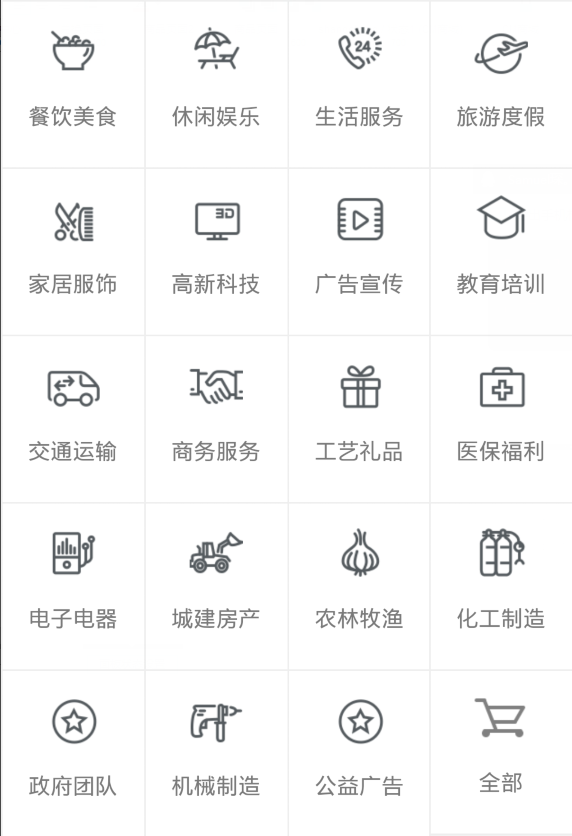 餐饮美食
休闲娱乐
24
生活服务
旅游度假
家居服饰
3D
高新科技
广告宣传
教育培训
交通运输
商务服务
工艺礼品
医保福利
电子电器
城建房产
农林牧渔
化工制造
政府团队
机械制造
公益广告
全部